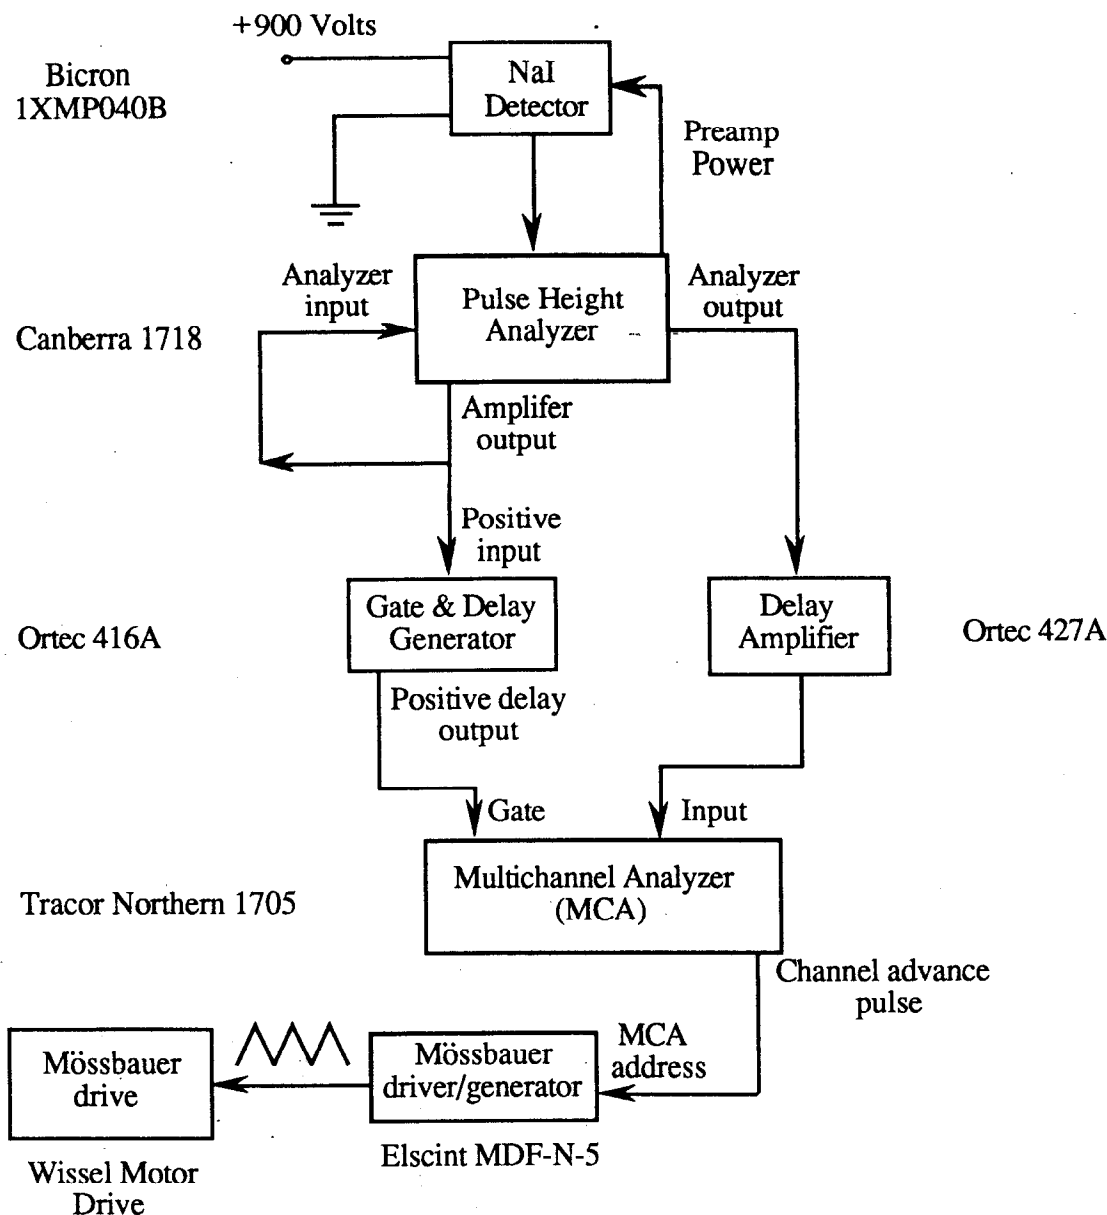 +900 Volts
Bicron
1XMP040B
NaI
Detector
Preamp
Power
Analyzer
input
Pulse Height
Analyzer
Analyzer
output
Canberra 1718
Amplifer
output
Positive
input
Ortec 416A
Gate & Delay
Generator
Delay
Amplifier
Ortec 427A
Positive delay
output
Gate
Input
Tracor Northern 1705
Multichannel Analyzer
(MCA)
Channel advance
pulse
MCA
address
Mössbauer
drive
Mössbauer
driver/generator
Elscint MDF-N-5
Wissel Motor
Drive